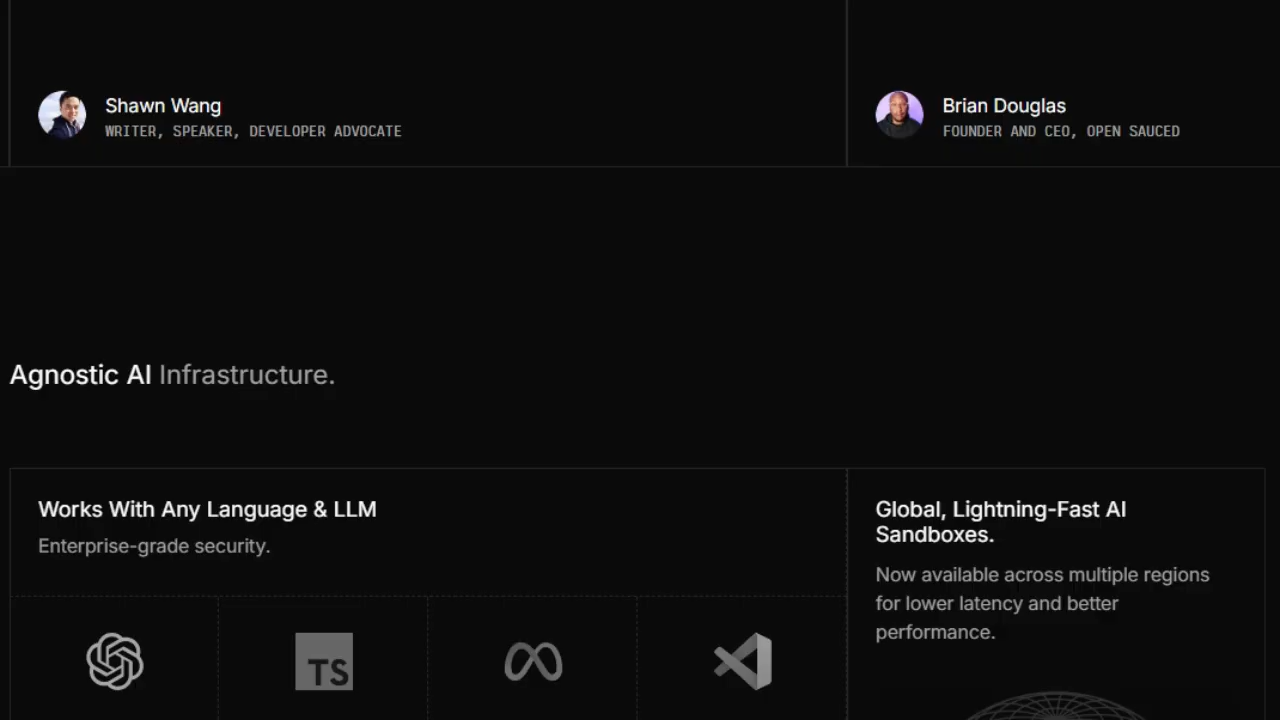 Shawn Wang
WRITER, SPEAKER, DEVELOPER ADVOCATE
Brian Douglas
FOUNDER AND CEO, OPEN SAUCED
Agnostic AI Infrastructure.
Works With Any Language & LLM
Enterprise-grade security.
Global, Lightning-Fast AI
Sandboxes.
Now available across multiple regions
for lower latency and better
performance.
TS